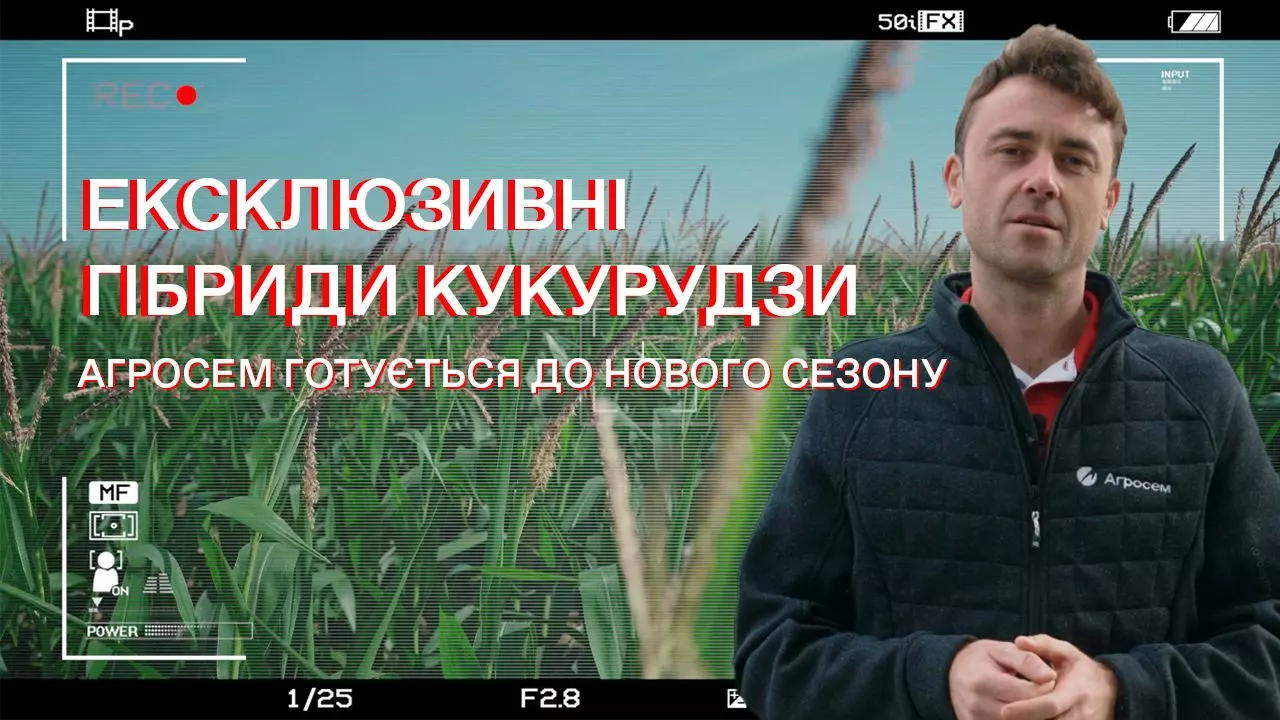 P
50i FX
INPUT
REC
ЕКСКЛЮЗИВНІ
ГІБРИДИ КУКУРУДЗИ
АГРОСЕМ ГОТУЄТЬСЯ ДО НОВОГО СЕЗОНУ
Агросем
MF
ON
POWER
1/25
F2.8